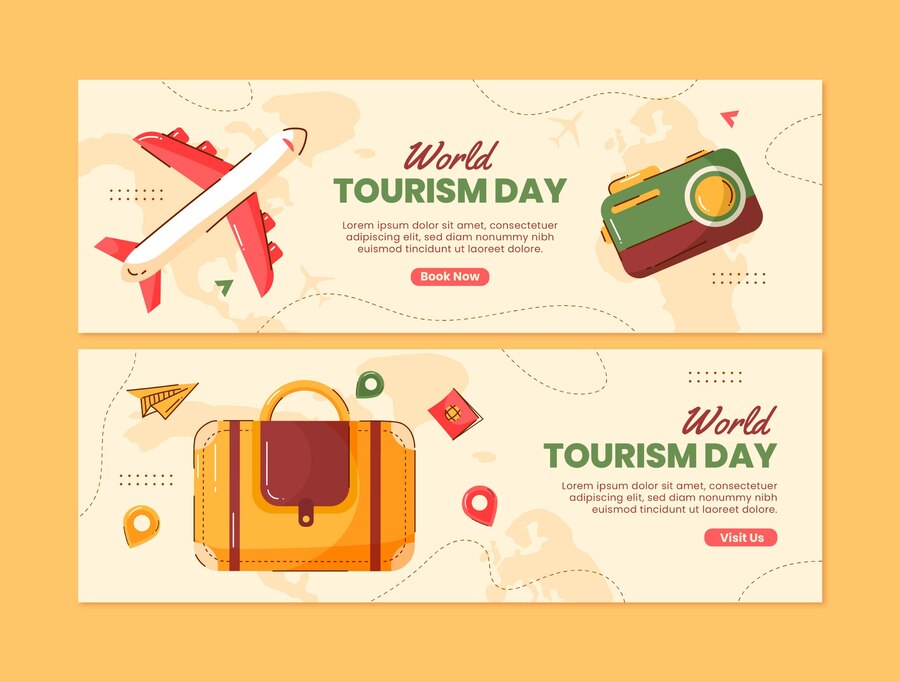 World
TOURISM DAY
Lorem ipsum dolor sit amet, consectetuer
adipiscing elit, sed diam nonummy nibh
euismod tincidunt ut laoreet dolore.
Book Now
World
TOURISM DAY
Lorem ipsum dolor sit amet, consectetuer
adipiscing elit, sed diam nonummy nibh
euismod tincidunt ut laoreet dolore.
Visit Us